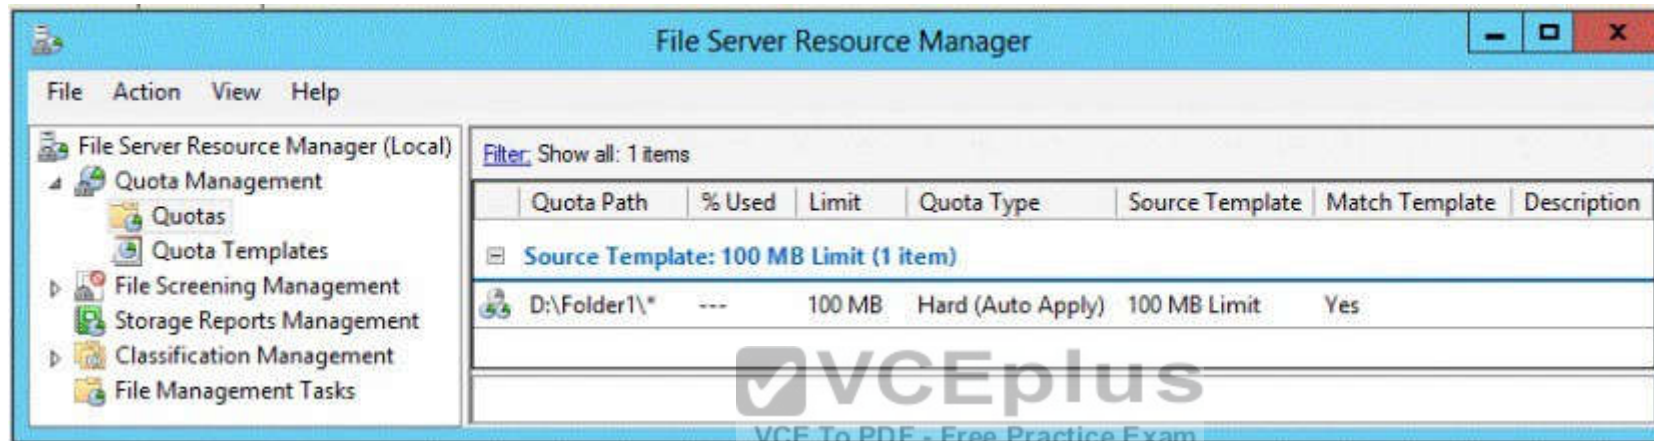 File Server Resource Manager
File Action View Help
File Server Resource Manager (Local)
Quota Management
Quotas
Quota Templates
File Screening Management
Storage Reports Management
Classification Management
File Management Tasks
Filter: Show all: 1 items
Quota Path % Used Limit Quota Type Source Template Match Template Description
Source Template: 100 MB Limit (1 item)
D:\Folder1\* --- 100 MB Hard (Auto Apply) 100 MB Limit Yes
VCEplus
VCE To PDF - Free Practice Exam